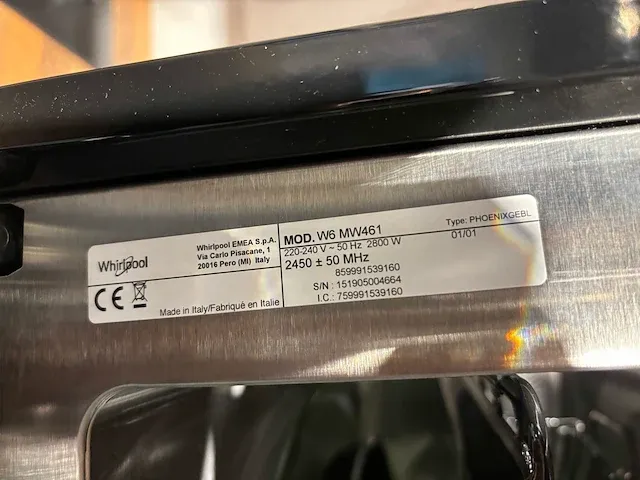 Whirlpool
Whirlpool EMEA S.p.A.
Via Carlo Pisacane, 1
20016 Pero (MI) Italy
CE
Made in Italy/Fabriqué en Italie
MOD. W6 MW461
Type: PHOENIXGEBL
220-240 V ~ 50 Hz 2800 W
01/01
2450 ± 50 MHz
859991539160
S/N : 151905004664
I.C.: 759991539160